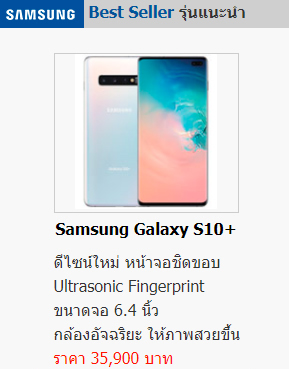 SAMSUNG Best Seller รุ่นแนะนำ
Samsung Galaxy S10+
ดีไซน์ใหม่ หน้าจอชิดขอบ
Ultrasonic Fingerprint
ขนาดจอ 6.4 นิ้ว
กล้องอัจฉริยะ ให้ภาพสวยขึ้น
ราคา 35,900 บาท